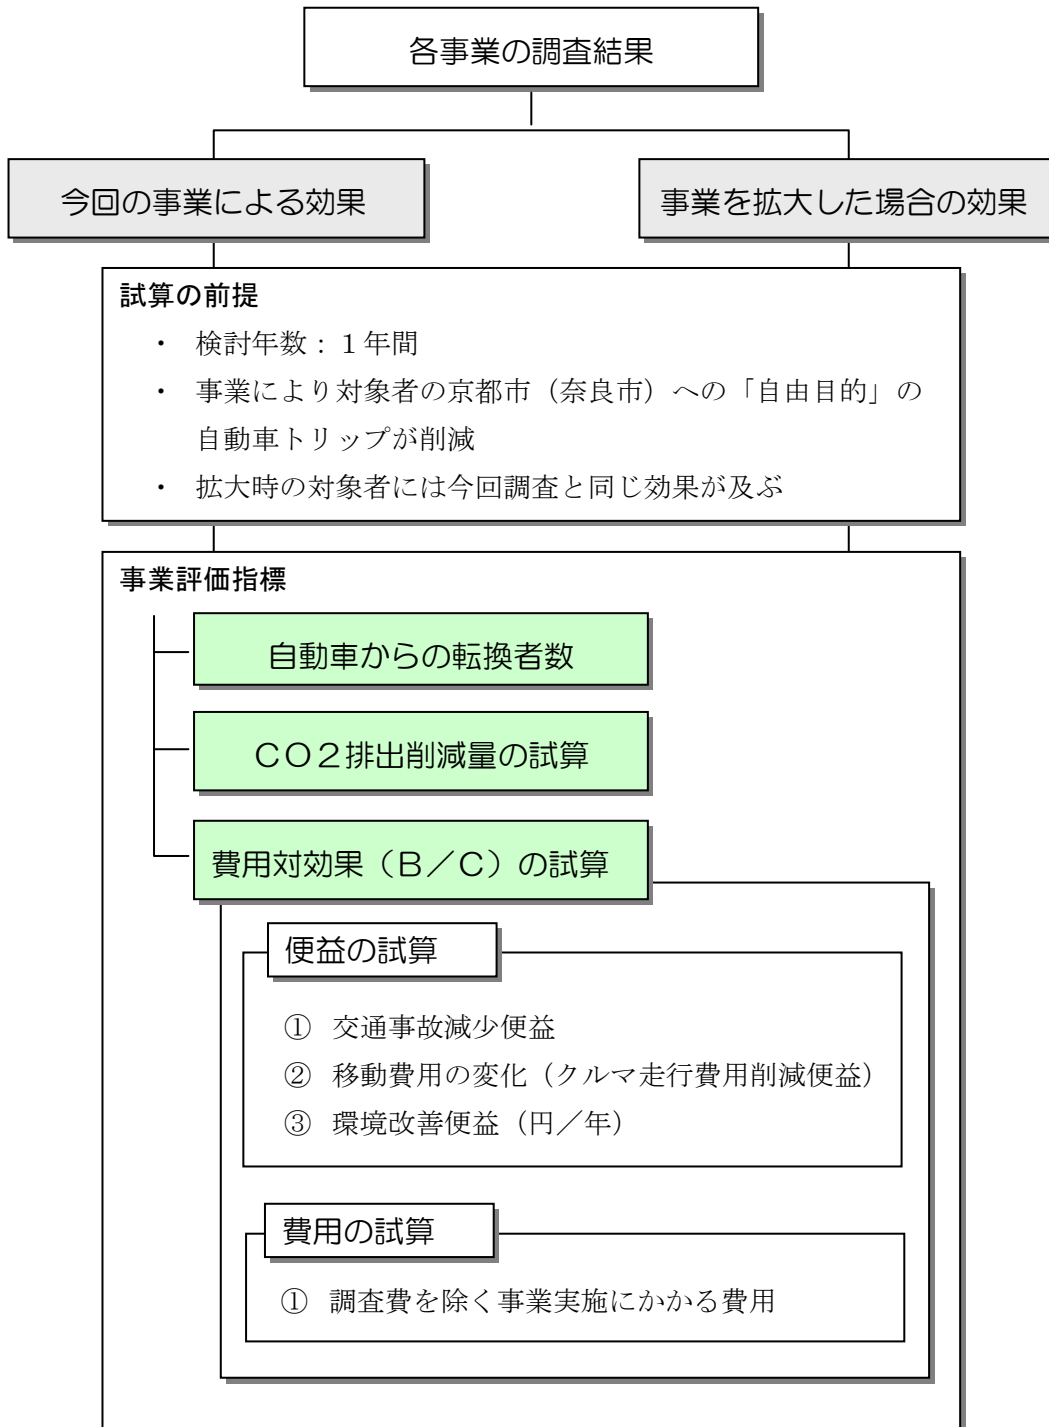 各事業の調査結果
今回の事業による効果
事業を拡大した場合の効果
試算の前提
・ 検討年数：１年間
・ 事業により対象者の京都市（奈良市）への「自由目的」の
自動車トリップが削減
・ 拡大時の対象者には今回調査と同じ効果が及ぶ
事業評価指標
自動車からの転換者数
ＣＯ２排出削減量の試算
費用対効果（Ｂ／Ｃ）の試算
便益の試算
① 交通事故減少便益
② 移動費用の変化（クルマ走行費用削減便益）
③ 環境改善便益（円／年）
費用の試算
① 調査費を除く事業実施にかかる費用